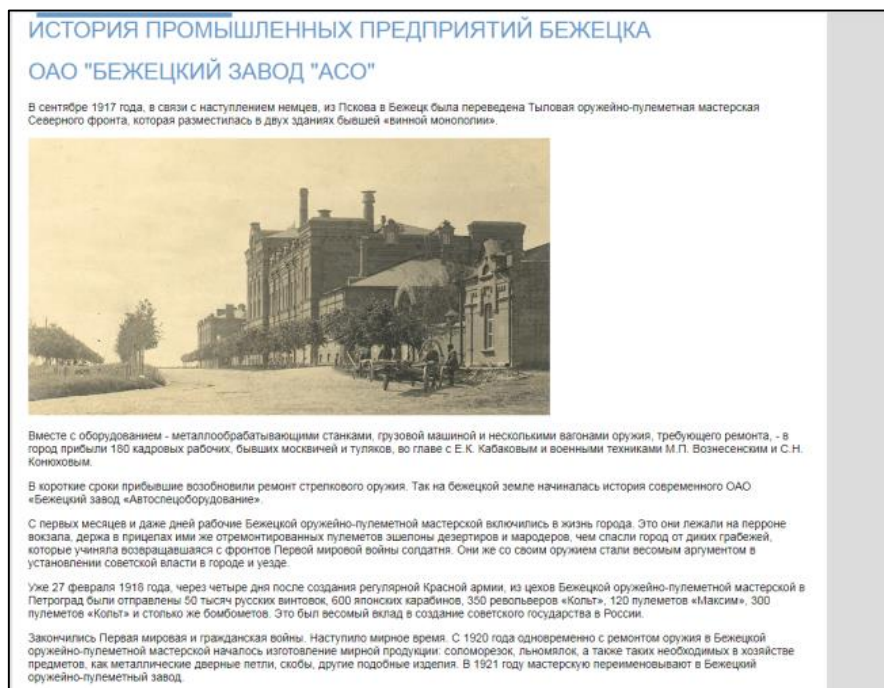 ИСТОРИЯ ПРОМЫШЛЕННЫХ ПРЕДПРИЯТИЙ БЕЖЕЦКА
ОАО "БЕЖЕЦКИЙ ЗАВОД "АСО"
В сентябре 1917 года, в связи с наступлением немцев, из Пскова в Бежецк была переведена Тыловая оружейно-пулеметная мастерская
Северного фронта, которая разместилась в двух зданиях бывшей «винной монополии».
Вместе с оборудованием - металлообрабатывающими станками, грузовой машиной и несколькими вагонами оружия, требующего ремонта, - в
город прибыли 180 кадровых рабочих, бывших москвичей и туляков, во главе с Е.К. Кабаковым и военными техниками М.П. Вознесенским и С.Н.
Конюховым.
В короткие сроки прибывшие возобновили ремонт стрелкового оружия. Так на бежецкой земле начиналась история современного ОАО
«Бежецкий завод «Автоспецоборудование».
С первых месяцев и даже дней рабочие Бежецкой оружейно-пулеметной мастерской включились в жизнь города. Это они лежали на перроне
вокзала, держа в прицелах ими же отремонтированных пулеметов эшелоны дезертиров и мародеров, чем спасли город от диких грабежей,
которые учиняла возвращавшаяся с фронтов Первой мировой войны солдатня. Они же со своим оружием стали весомым аргументом в
установлении советской власти в городе и уезде.
Уже 27 февраля 1918 года, через четыре дня после создания регулярной Красной армии, из цехов Бежецкой оружейно-пулеметной мастерской в
Петроград были отправлены 50 тысяч русских винтовок, 600 японских карабинов, 350 револьверов «Кольт», 120 пулеметов «Максим», 300
пулеметов «Кольт» и столько же бомбометов. Это был весомый вклад в создание советского государства в России.
Закончились Первая мировая и гражданская войны. Наступило мирное время. С 1920 года одновременно с ремонтом оружия в Бежецкой
оружейно-пулеметной мастерской началось изготовление мирной продукции: соломорезок, льномялок, а также таких необходимых в хозяйстве
предметов, как металлические дверные петли, скобы, другие подобные изделия. В 1921 году мастерскую переименовывают в Бежецкий
оружейно-пулеметный завод.